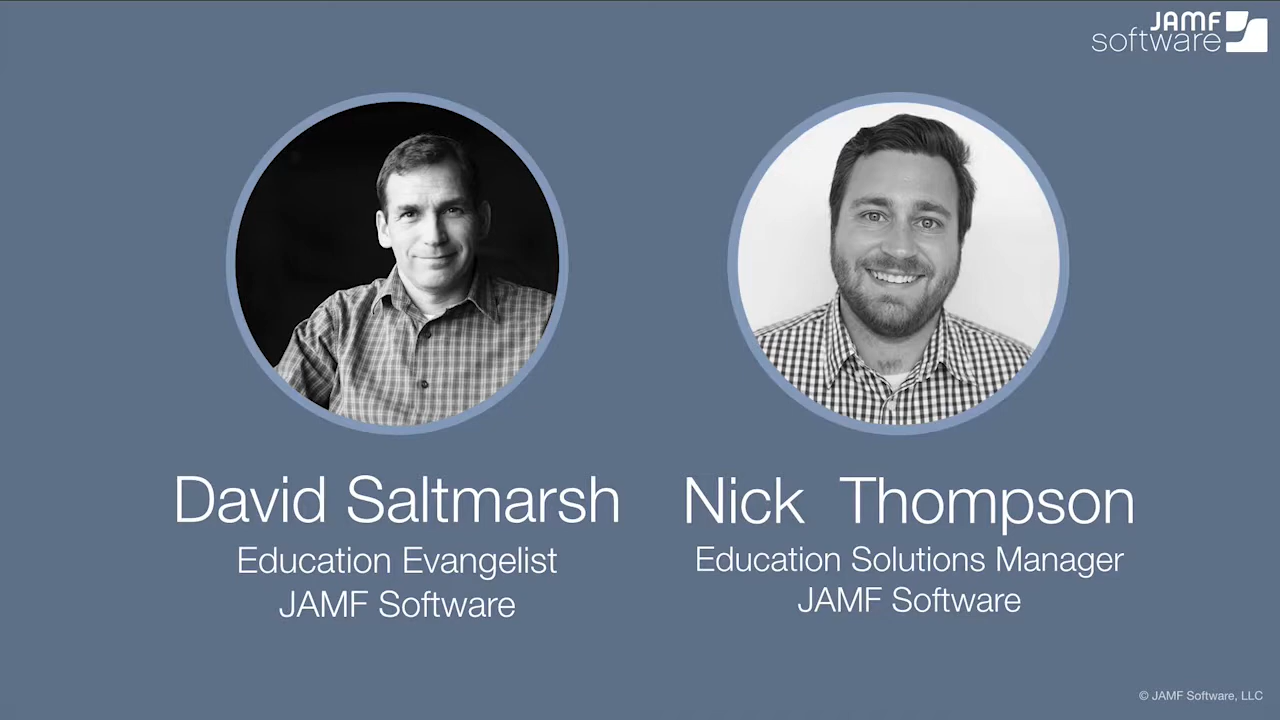 JAMF
software
David Saltmarsh
Education Evangelist
JAMF Software
Nick Thompson
Education Solutions Manager
JAMF Software
© JAMF Software, LLC